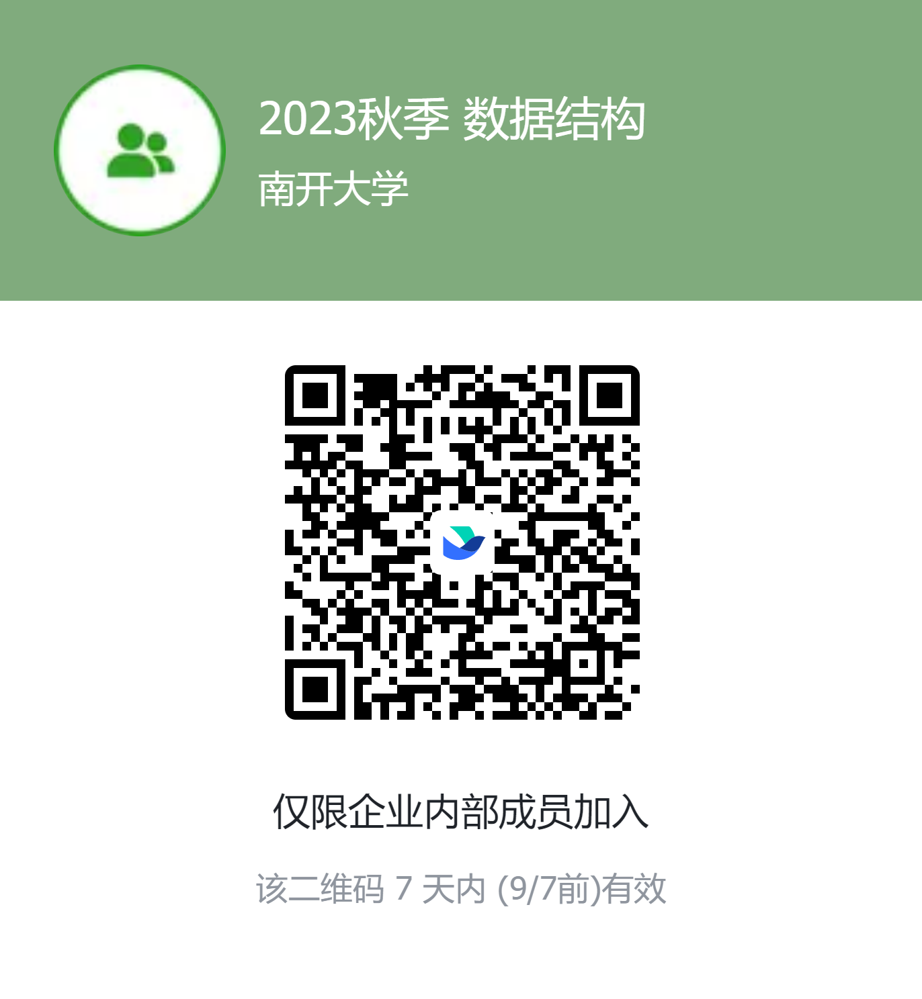 2023秋季 数据结构
南开大学
仅限企业内部成员加入
该二维码 7 天内 (9/7前)有效